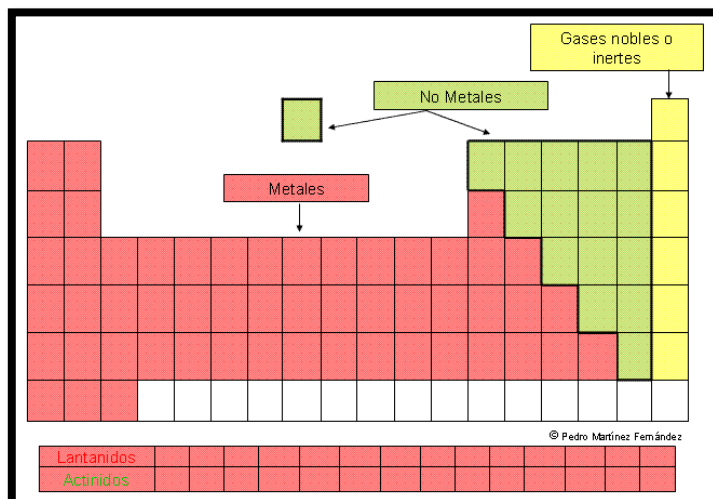 Gases nobles o
inertes
No Metales
Metales
© Pedro Martínez Fernández
Lantanidos
Actinidos